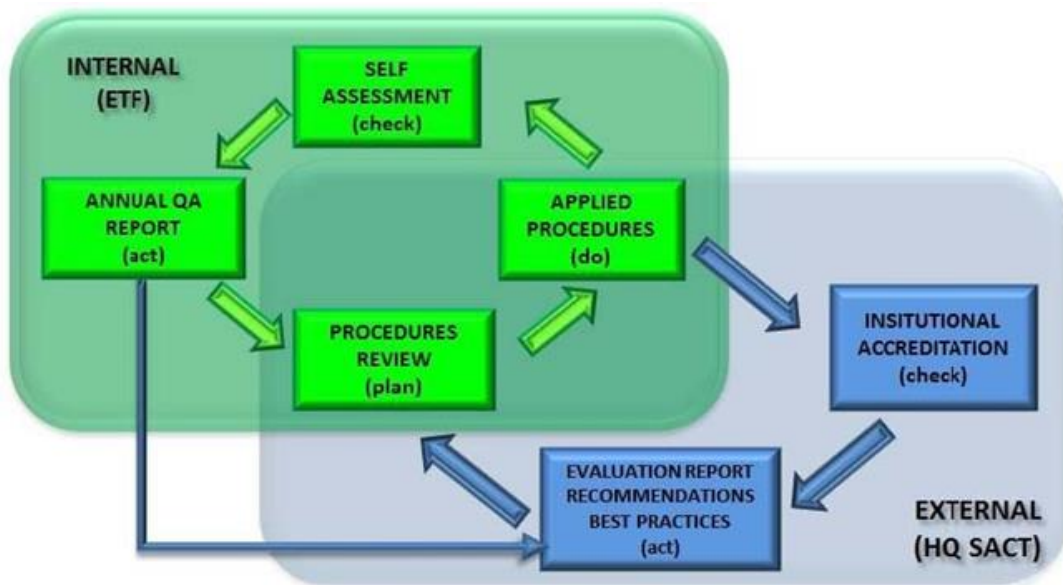 INTERNAL
(ETF)
SELF
ASSESSMENT
(check)
ANNUAL QA
REPORT
(act)
APPLIED
PROCEDURES
(do)
PROCEDURES
REVIEW
(plan)
INSITUTIONAL
ACCREDITATION
(check)
EVALUATION REPORT
RECOMMENDATIONS
BEST PRACTICES
(act)
EXTERNAL
(HQ SACT)